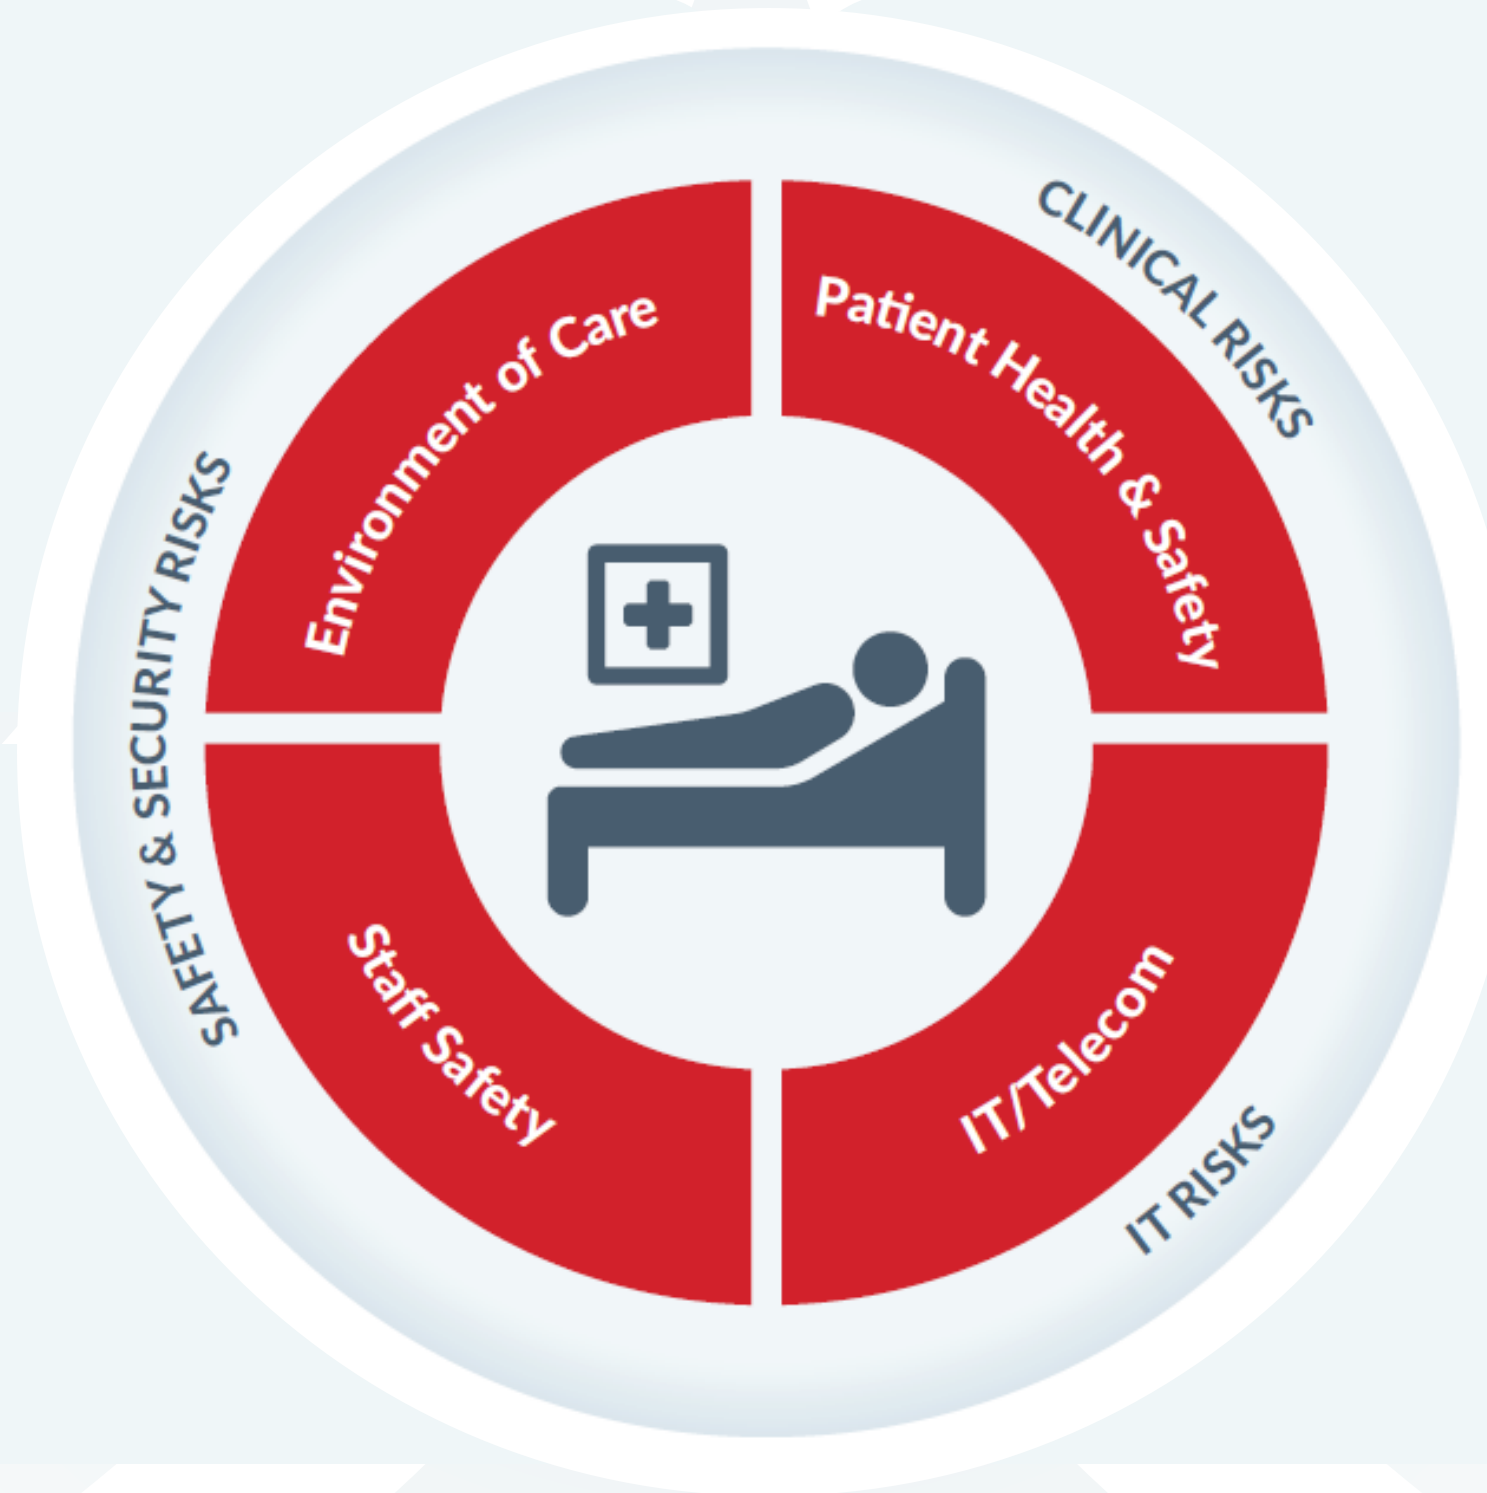 CLINICAL RISKS
Patient Health & Safety
IT/Telecom
IT RISKS
Staff Safety
SAFETY & SECURITY RISKS
Environment of Care